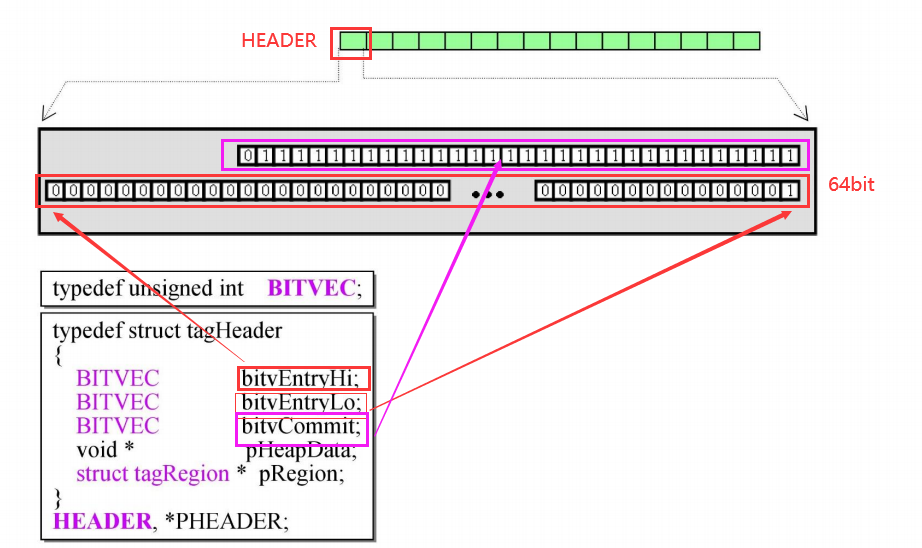 HEADER
0 1 1 1 1 1 1 1 1 1 1 1 1 1 1 1 1 1 1 1 1 1 1 1 1 1 1 1 1 1 1 1
0 0 0 0 0 0 0 0 0 0 0 0 0 0 0 0 0 0 0 0 0 0 0 ••• 0 0 0 0 0 0 0 0 0 0 0 0 0 0 1
64bit
typedef unsigned int BITVEC;
typedef struct tagHeader
{
BITVEC bitvEntryHi;
BITVEC bitvEntryLo;
BITVEC bitvCommit;
void * pHeapData;
struct tagRegion * pRegion;
}
HEADER, *PHEADER;